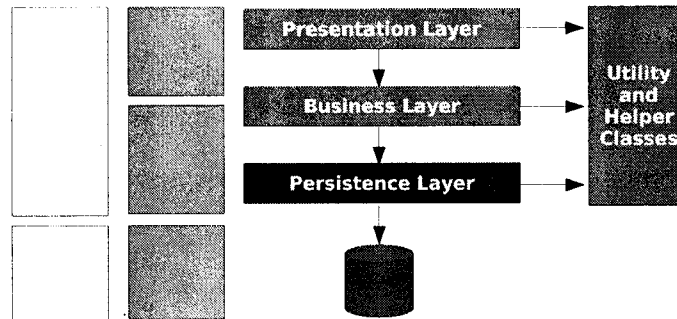 Presentation Layer
Business Layer
Persistence Layer
Utility
and
Helper
Classes